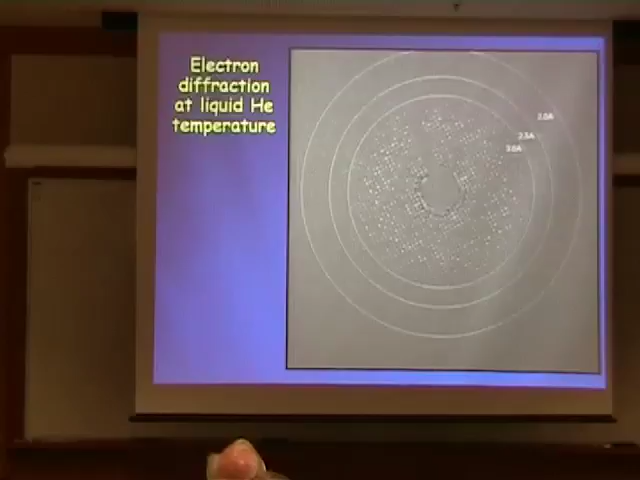 Electron
diffraction
at liquid He
temperature
2.0A
2.5A
3.0A